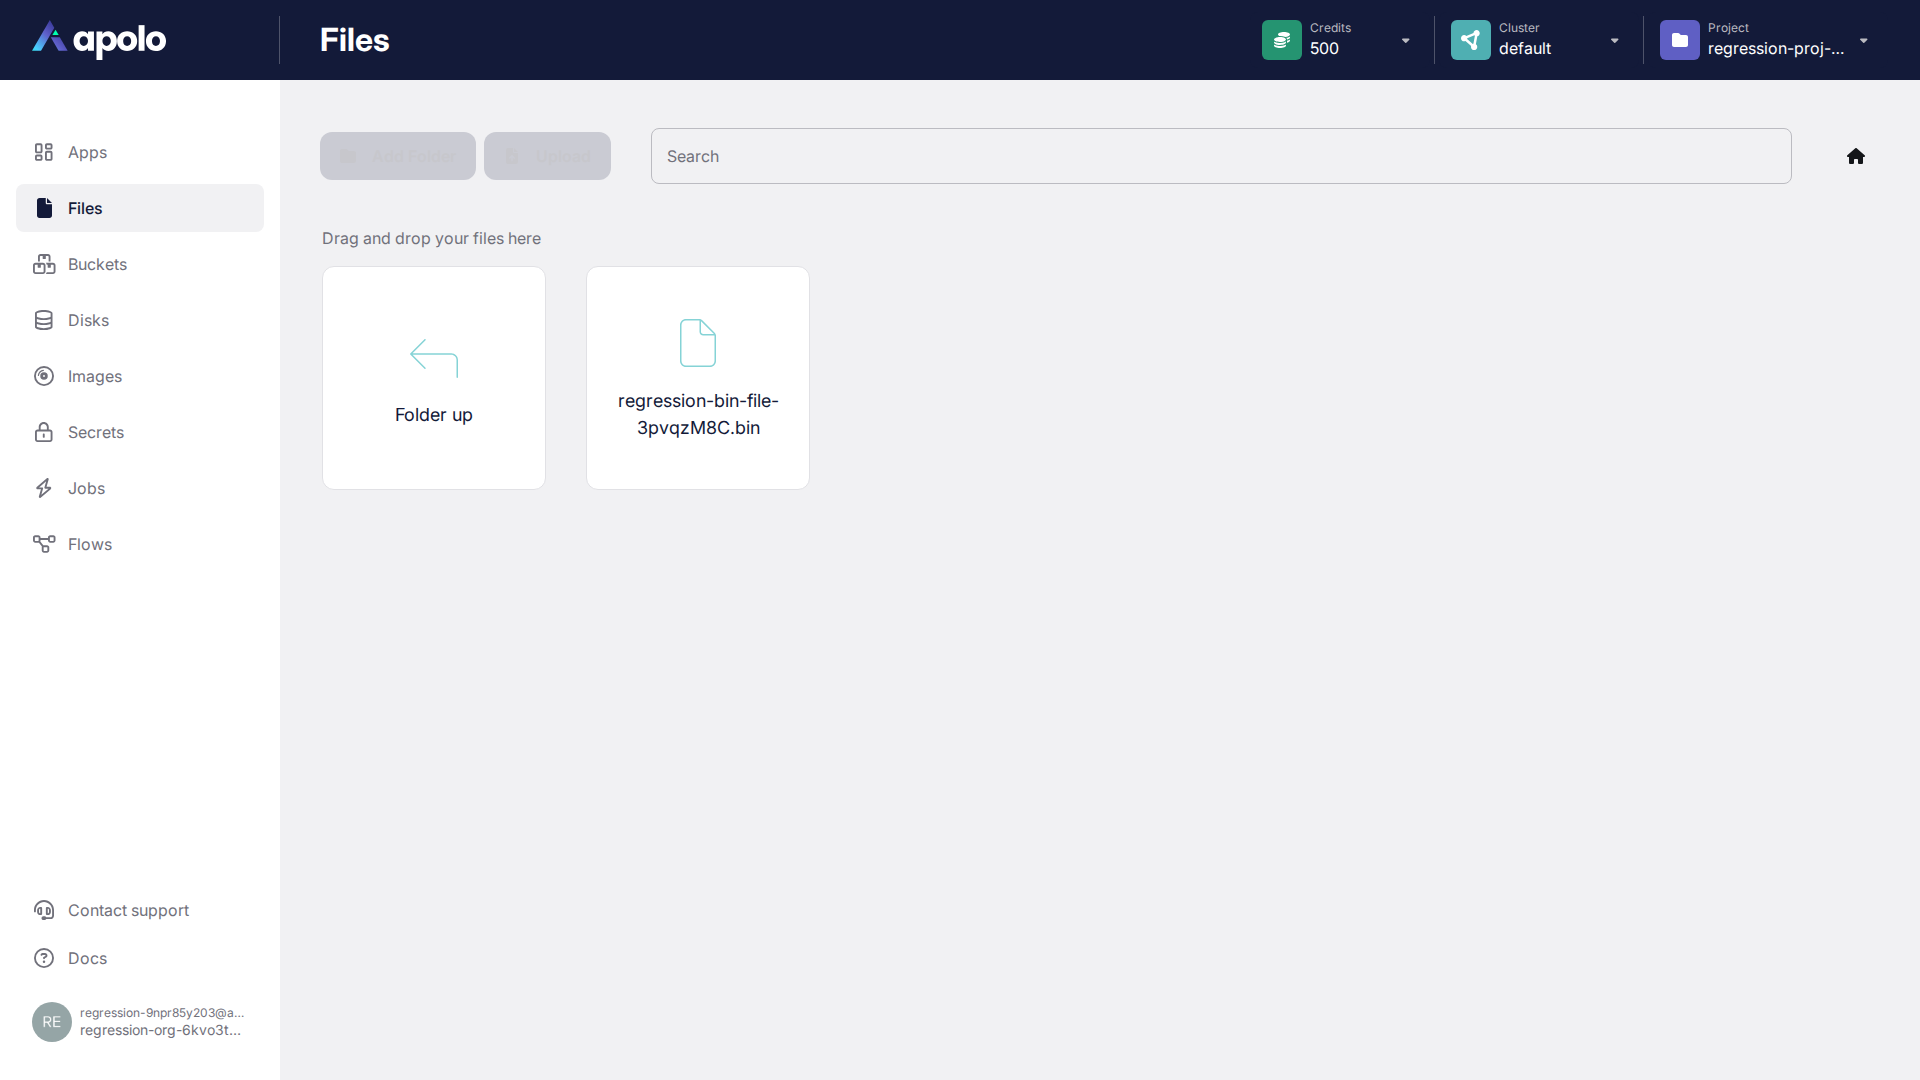 apolo
Files
Credits
500
Cluster
default
Project
regression-proj-...
Apps
Files
Buckets
Disks
Images
Secrets
Jobs
Flows
Add Folder
Upload
Search
Drag and drop your files here
Folder up
regression-bin-file-
3pvqzM8C.bin
Contact support
Docs
RE
regression-9npr85y203@a...
regression-org-6kvo3t...